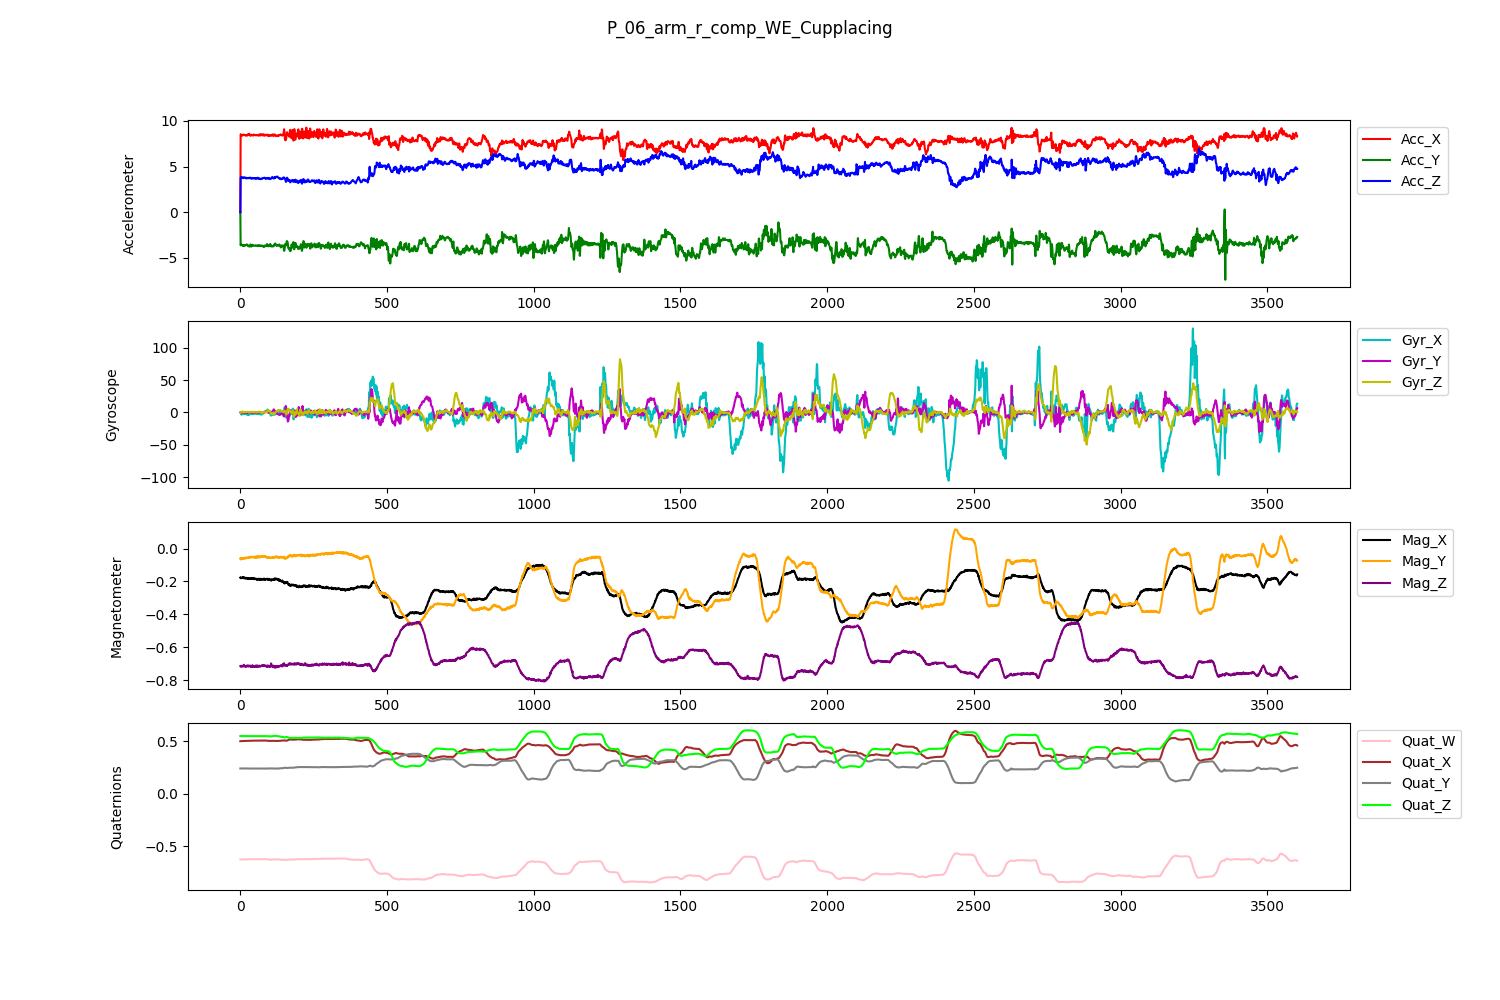 P_06_arm_r_comp_WE_Cupplacing
Accelerometer
10
5
0
−5
0 500 1000 1500 2000 2500 3000 3500
Acc_X
Acc_Y
Acc_Z
Gyroscope
100
50
0
−50
−100
0 500 1000 1500 2000 2500 3000 3500
Gyr_X
Gyr_Y
Gyr_Z
Magnetometer
0.0
−0.2
−0.4
−0.6
−0.8
0 500 1000 1500 2000 2500 3000 3500
Mag_X
Mag_Y
Mag_Z
Quaternions
0.5
0.0
−0.5
0 500 1000 1500 2000 2500 3000 3500
Quat_W
Quat_X
Quat_Y
Quat_Z